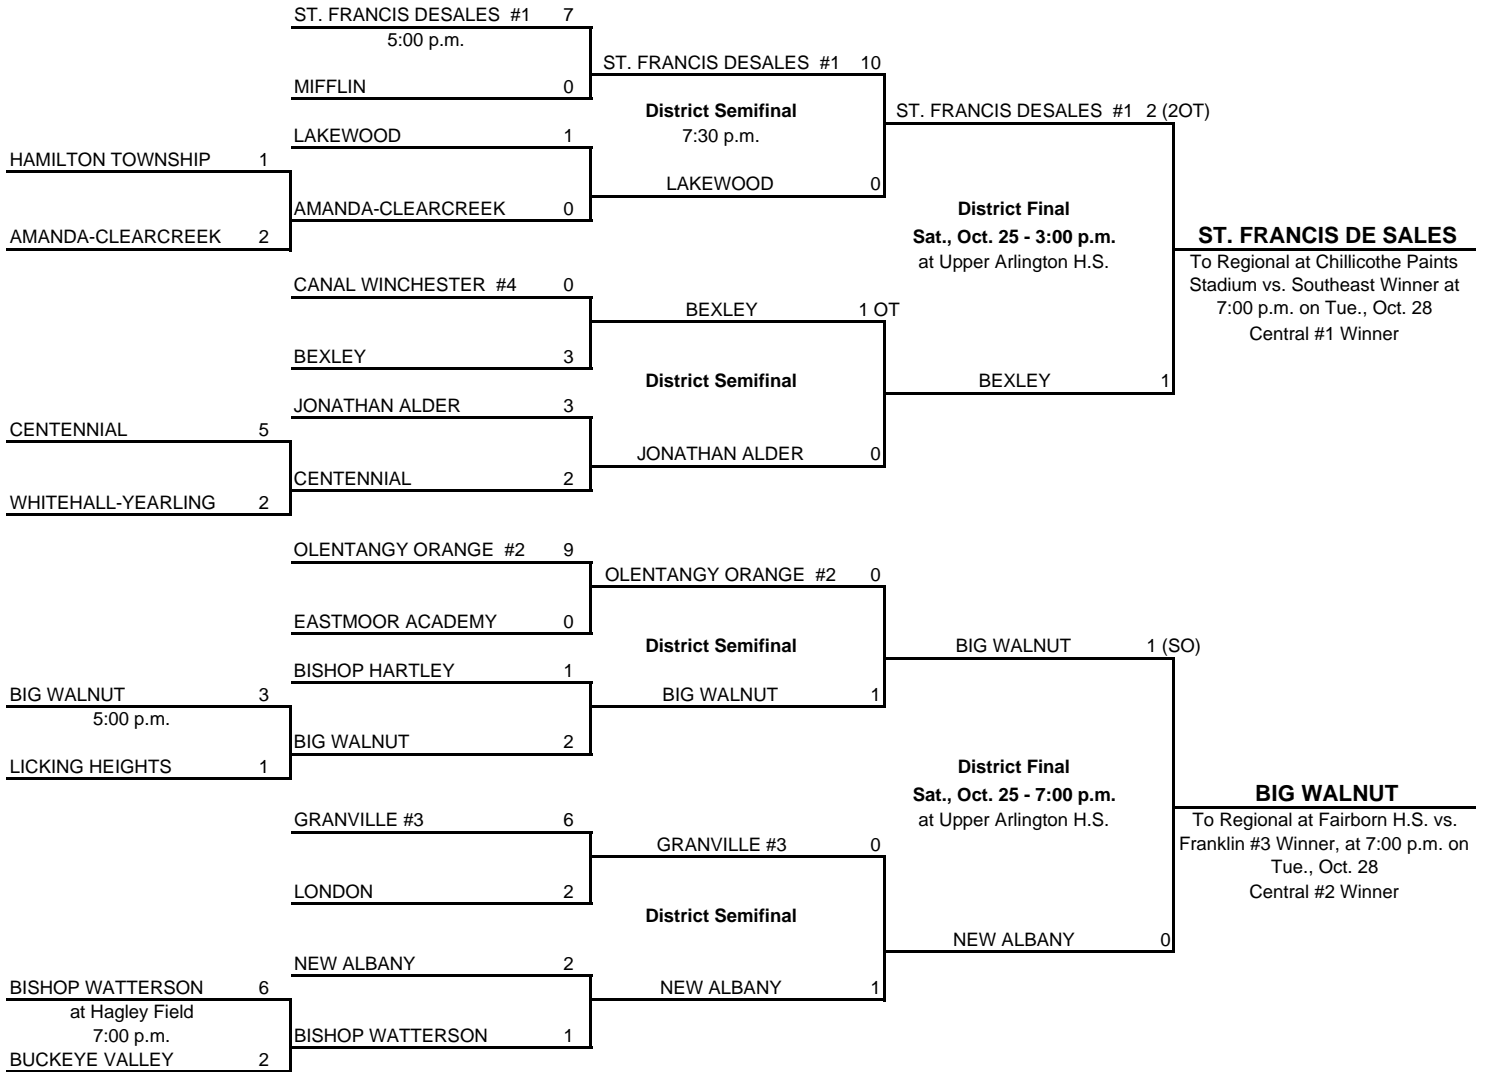 ST. FRANCIS DESALES #1 7
5:00 p.m.
MIFFLIN 0
ST. FRANCIS DESALES #1 10
District Semifinal
7:30 p.m.
LAKEWOOD 0
LAKEWOOD 1
AMANDA-CLEARCREEK 0
HAMILTON TOWNSHIP 1
AMANDA-CLEARCREEK 2
ST. FRANCIS DESALES #1 2 (2OT)
District Final
Sat., Oct. 25 - 3:00 p.m.
at Upper Arlington H.S.
BEXLEY 1
ST. FRANCIS DE SALES
To Regional at Chillicothe Paints
Stadium vs. Southeast Winner at
7:00 p.m. on Tue., Oct. 28
Central #1 Winner
CANAL WINCHESTER #4 0
BEXLEY 3
BEXLEY 1 OT
District Semifinal
JONATHAN ALDER 0
JONATHAN ALDER 3
CENTENNIAL 2
CENTENNIAL 5
WHITEHALL-YEARLING 2
OLENTANGY ORANGE #2 9
EASTMOOR ACADEMY 0
OLENTANGY ORANGE #2 0
District Semifinal
BIG WALNUT 1
BISHOP HARTLEY 1
BIG WALNUT 2
BIG WALNUT 3
5:00 p.m.
LICKING HEIGHTS 1
BIG WALNUT 1 (SO)
District Final
Sat., Oct. 25 - 7:00 p.m.
at Upper Arlington H.S.
NEW ALBANY 0
BIG WALNUT
To Regional at Fairborn H.S. vs.
Franklin #3 Winner, at 7:00 p.m. on
Tue., Oct. 28
Central #2 Winner
GRANVILLE #3 6
LONDON 2
GRANVILLE #3 0
District Semifinal
NEW ALBANY 1
NEW ALBANY 2
BISHOP WATTERSON 1
BISHOP WATTERSON 6
at Hagley Field
7:00 p.m.
BUCKEYE VALLEY 2